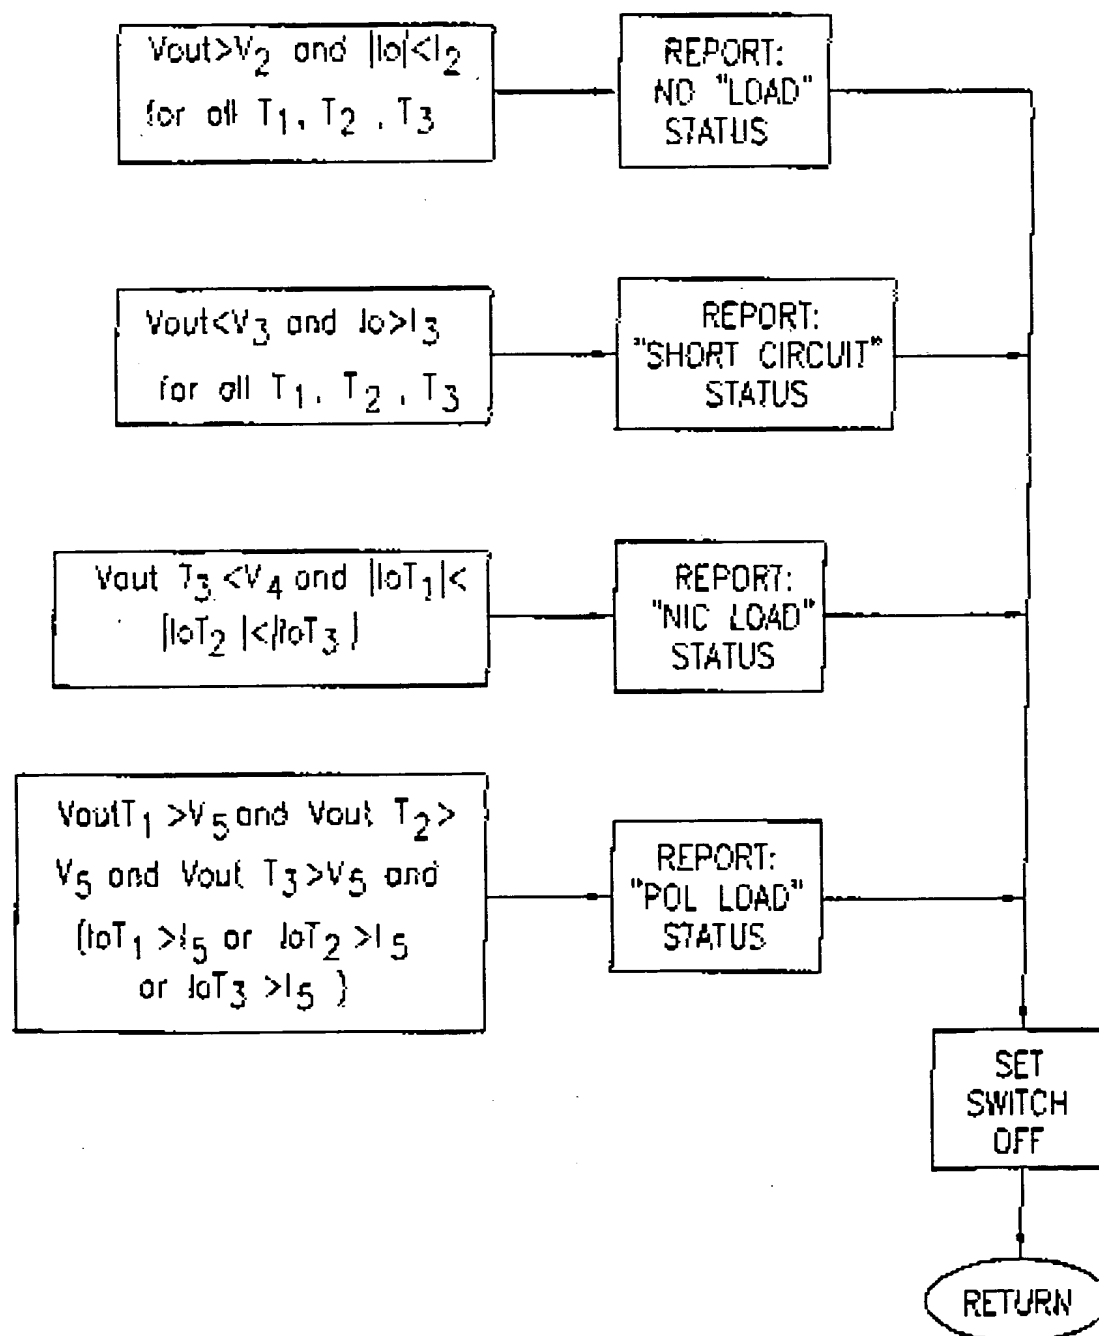 Vout>V2 and |Io|<I2
for all T1, T2, T3
REPORT:
NO "LOAD"
STATUS
Vout<V3 and Io>I3
for all T1, T2, T3
REPORT:
"SHORT CIRCUIT"
STATUS
Vout T3<V4 and |IoT1|<
|IoT2|<|IoT3|
REPORT:
"NIC LOAD"
STATUS
VoutT1>V5 and Vout T2>
V5 and Vout T3>V5 and
(IoT1>I5 or IoT2>I5
or IoT3>I5)
REPORT:
"POL LOAD"
STATUS
SET
SWITCH
OFF
RETURN